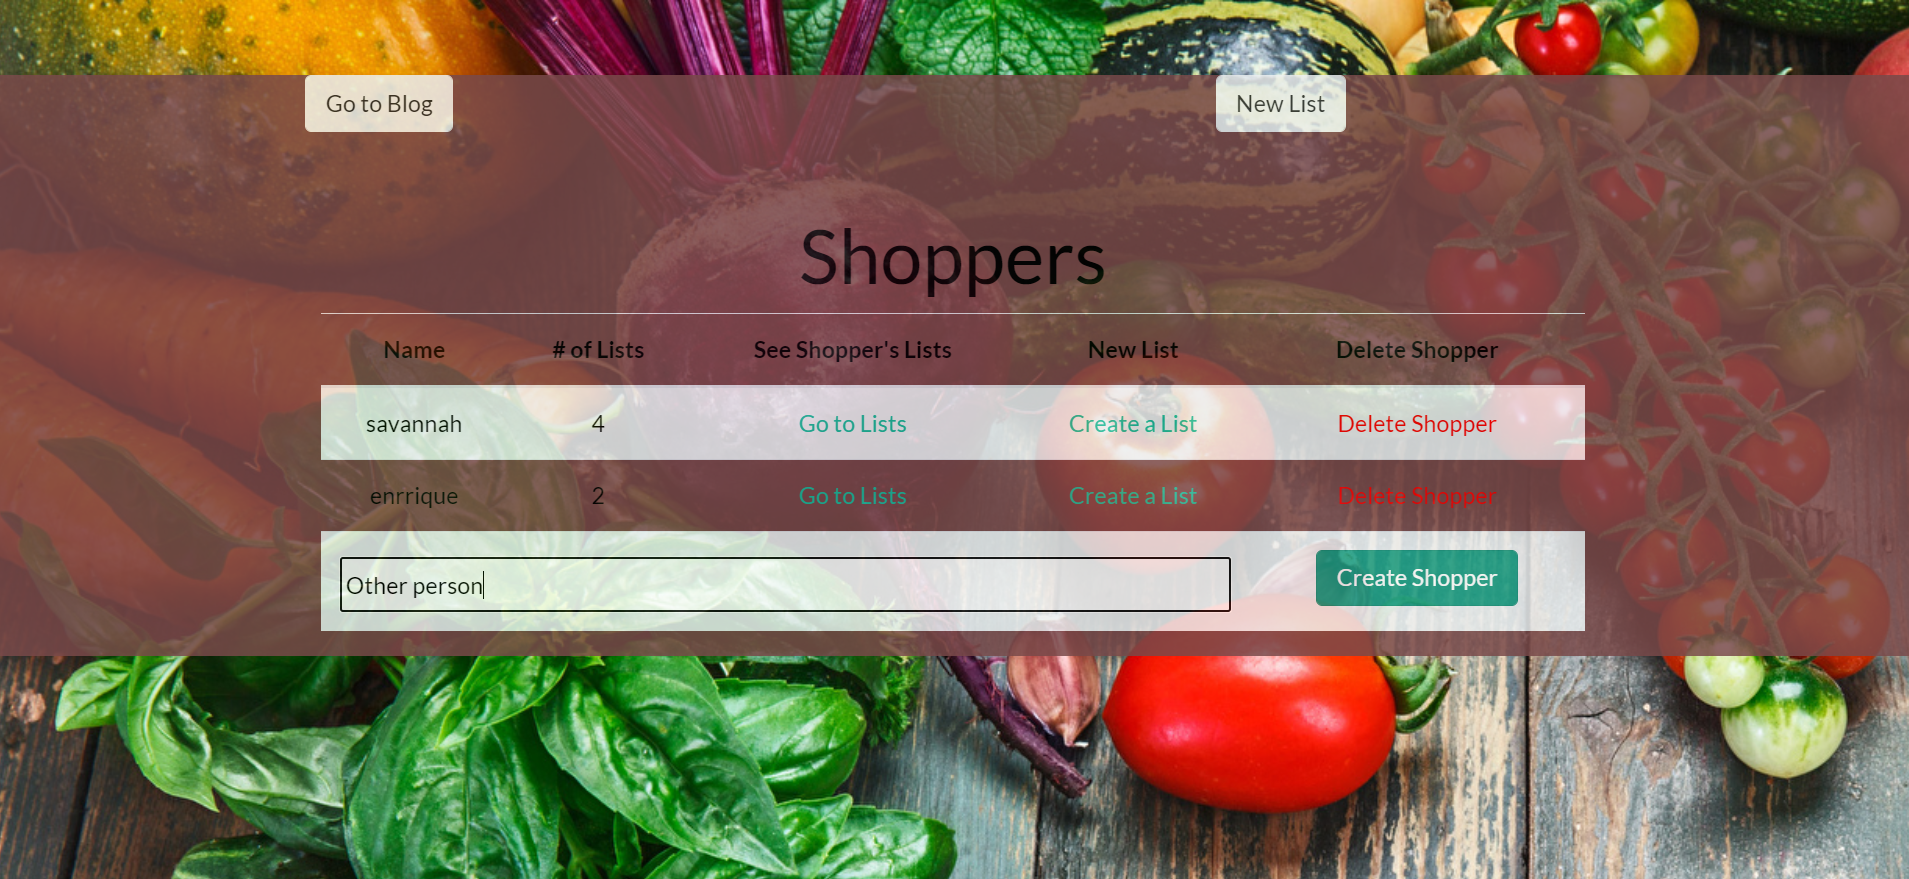 Go to Blog New List
Shoppers
Name # of Lists See Shopper's Lists New List Delete Shopper
savannah 4 Go to Lists Create a List Delete Shopper
enrrique 2 Go to Lists Create a List Delete Shopper
Other person Create Shopper